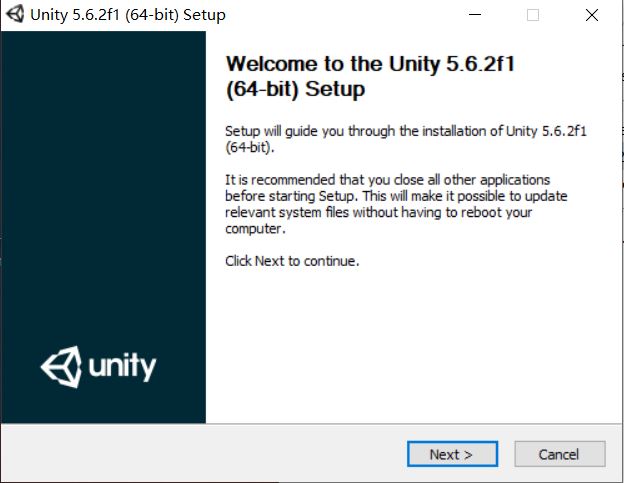 Unity 5.6.2f1 (64-bit) Setup
Welcome to the Unity 5.6.2f1
(64-bit) Setup
Setup will guide you through the installation of Unity 5.6.2f1
(64-bit).
It is recommended that you close all other applications
before starting Setup. This will make it possible to update
relevant system files without having to reboot your
computer.
Click Next to continue.
unity
Next >
Cancel